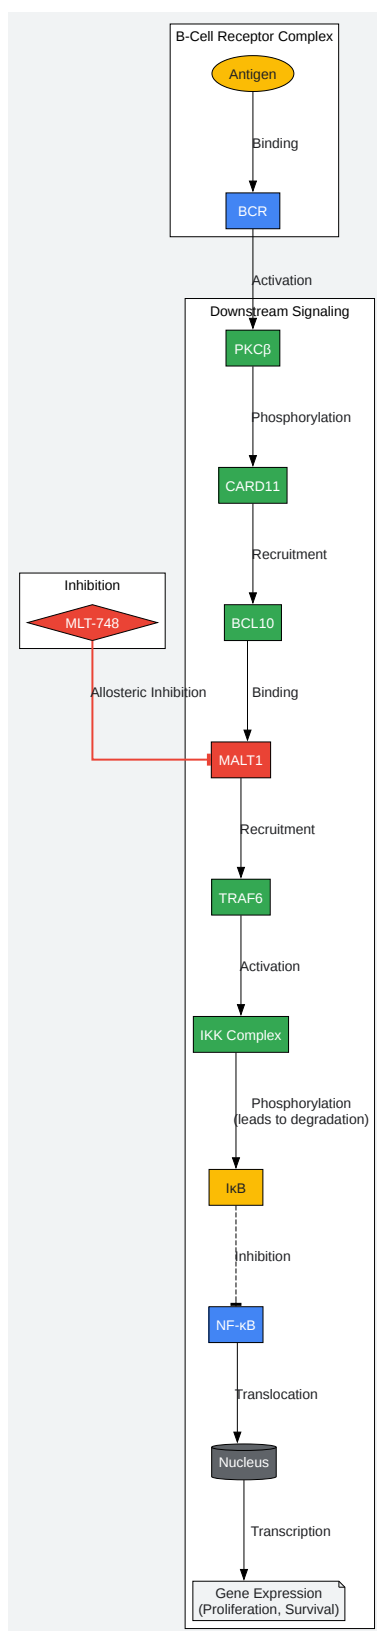 B-Cell Receptor Complex
Antigen
Binding
BCR
Activation
Downstream Signaling
PKCβ
Phosphorylation
CARD11
Recruitment
Inhibition
MLT-748
BCL10
Allosteric Inhibition
Binding
MALT1
Recruitment
TRAF6
Activation
IKK Complex
Phosphorylation
(leads to degradation)
IκB
Inhibition
NF-κB
Translocation
Nucleus
Transcription
Gene Expression
(Proliferation, Survival)